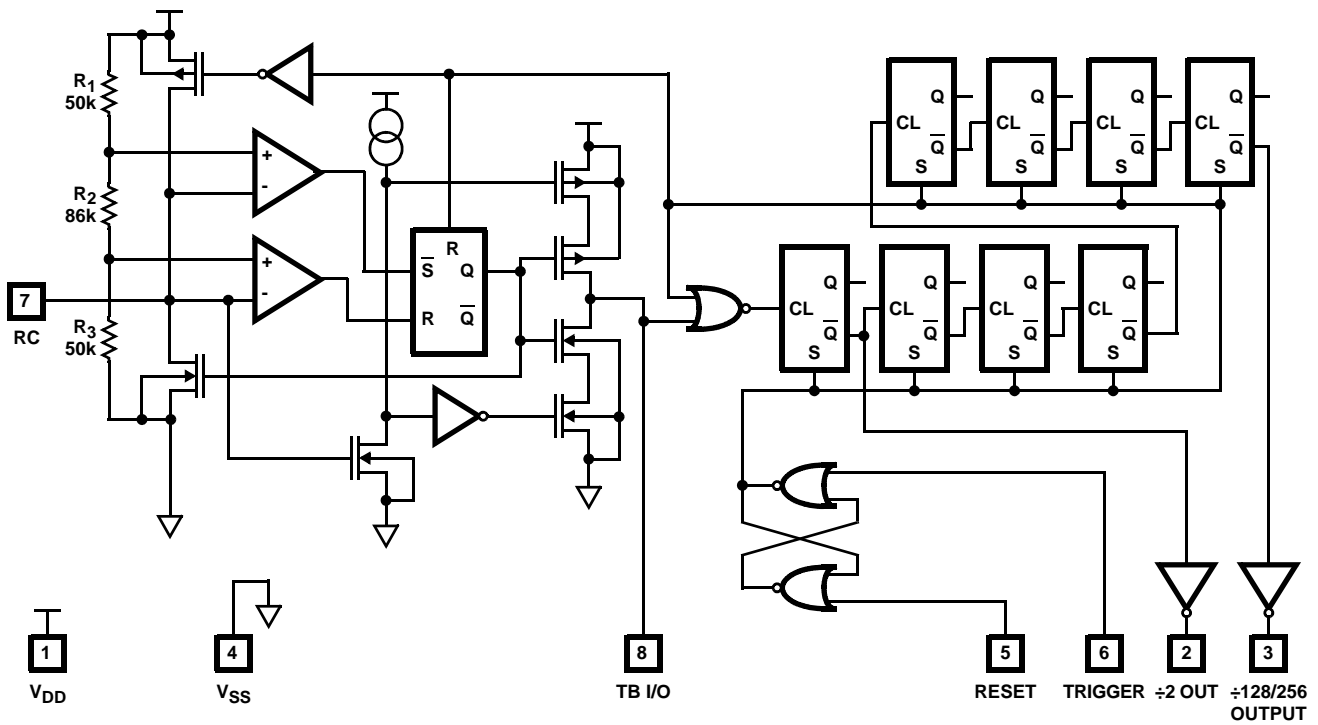 R1
50k
R2
86k
R3
50k
+
-
+
-
R
S
Q
R
Q
7
RC
Q
CL
Q
S
Q
CL
Q
S
Q
CL
Q
S
Q
CL
Q
S
Q
CL
Q
S
Q
CL
Q
S
Q
CL
Q
S
Q
CL
Q
S
1
VDD
4
VSS
8
TB I/O
5
RESET
6
TRIGGER
2
÷2 OUT
3
÷128/256
OUTPUT